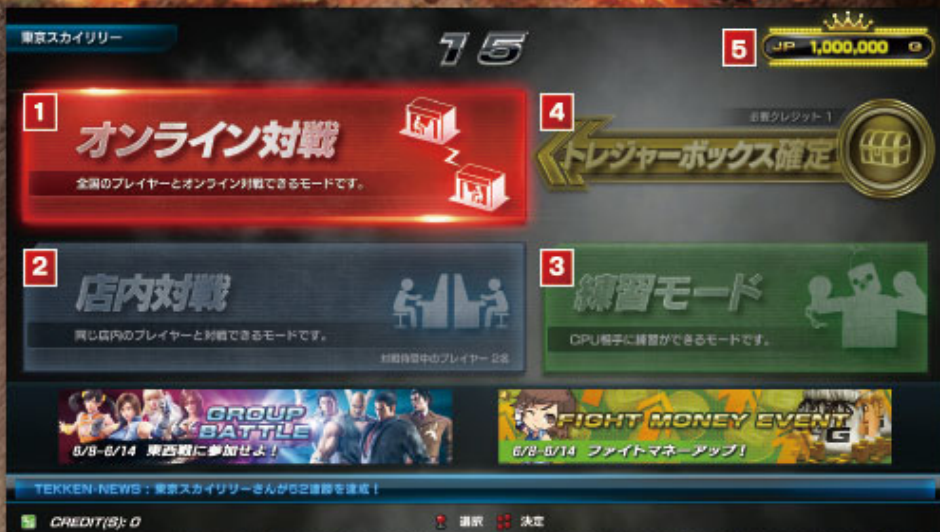 東京スカイリリー
15
5
JP 1,000,000 G
1
オンライン対戦
全国のプレイヤーとオンライン対戦できるモードです。
4
必要クレジット 1
トレジャーボックス確定
2
店内対戦
同じ店内のプレイヤーと対戦できるモードです。
対戦待機中のプレイヤー 2名
3
練習モード
CPU相手に練習ができるモードです。
GROUP
BATTLE
6/8-6/14 東西戦に参加せよ！
FIGHT MONEY EVENT
G
6/8-6/14 ファイトマネーアップ！
TEKKEN-NEWS：東京スカイリリーさんが52連勝を達成！
CREDIT(S): 0
選択
決定